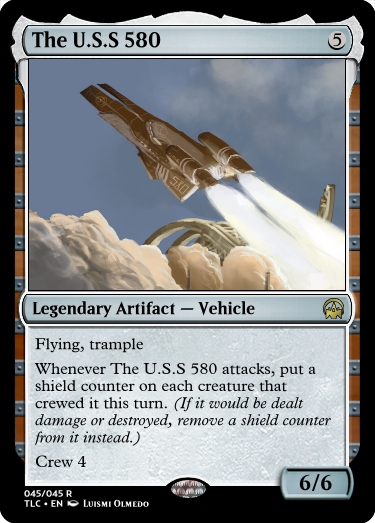 The U.S.S 580 5
580
Legendary Artifact — Vehicle
Flying, trample
Whenever The U.S.S 580 attacks, put a
shield counter on each creature that
crewed it this turn. (If it would be dealt
damage or destroyed, remove a shield counter
from it instead.)
Crew 4
6/6
045/045 R
TLC • EN Luismi Olmedo